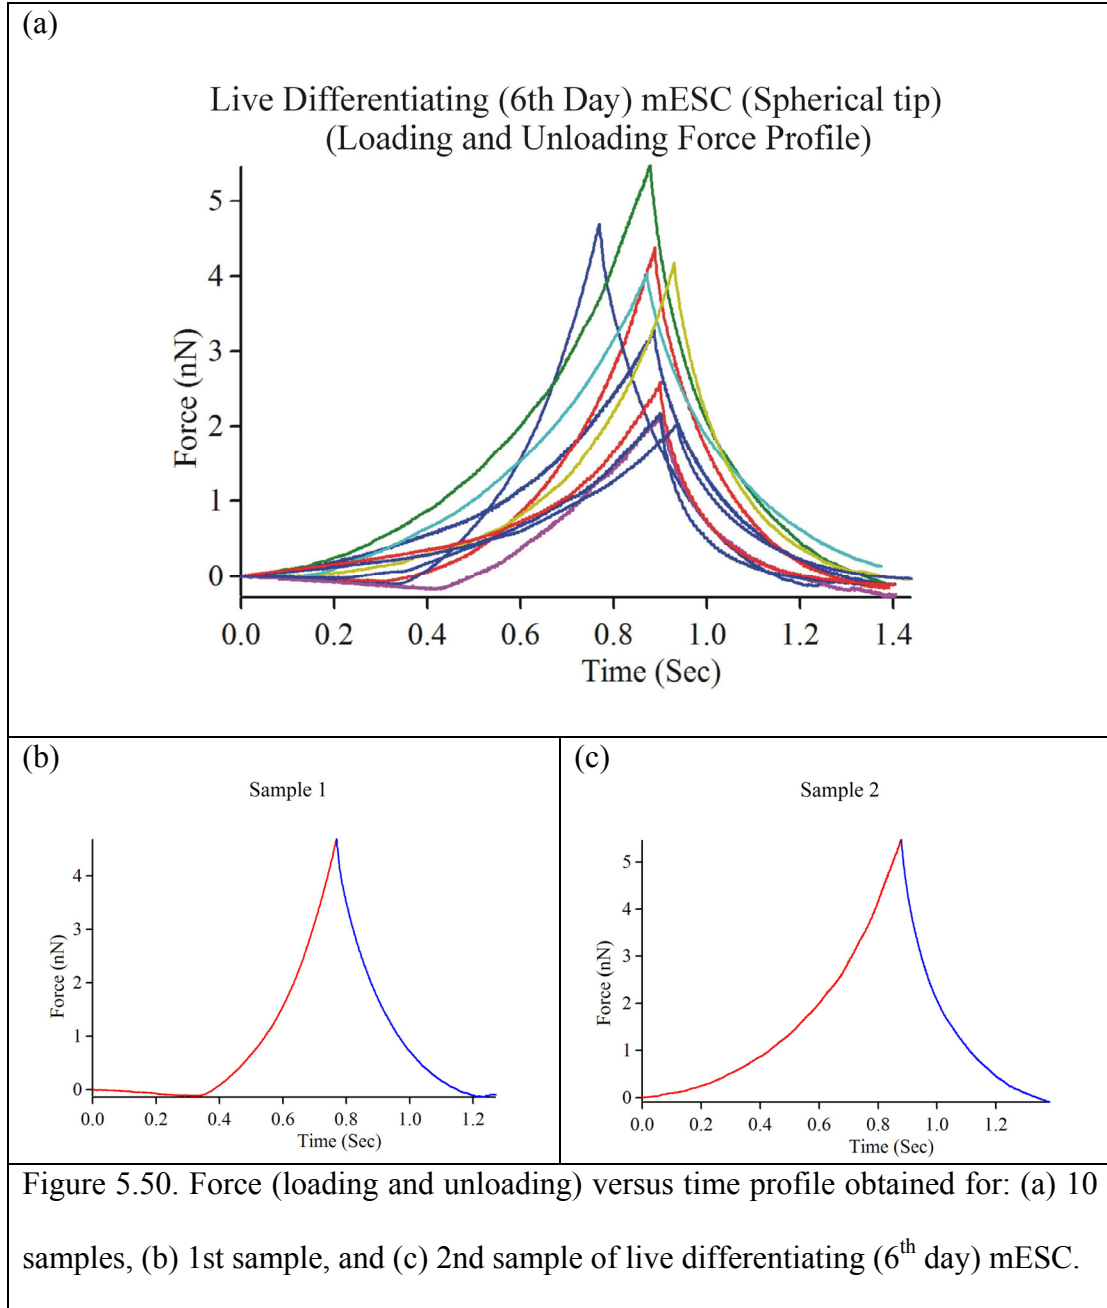 (a)
Live Differentiating (6th Day) mESC (Spherical tip)
(Loading and Unloading Force Profile)
5
4
3
2
1
0
Force (nN)
0.0 0.2 0.4 0.6 0.8 1.0 1.2 1.4
Time (Sec)
(b)
Sample 1
4
3
2
1
0
Force (nN)
0.0 0.2 0.4 0.6 0.8 1.0 1.2
Time (Sec)
(c)
Sample 2
5
4
3
2
1
0
Force (nN)
0.0 0.2 0.4 0.6 0.8 1.0 1.2
Time (Sec)
Figure 5.50. Force (loading and unloading) versus time profile obtained for: (a) 10
samples, (b) 1st sample, and (c) 2nd sample of live differentiating (6th day) mESC.